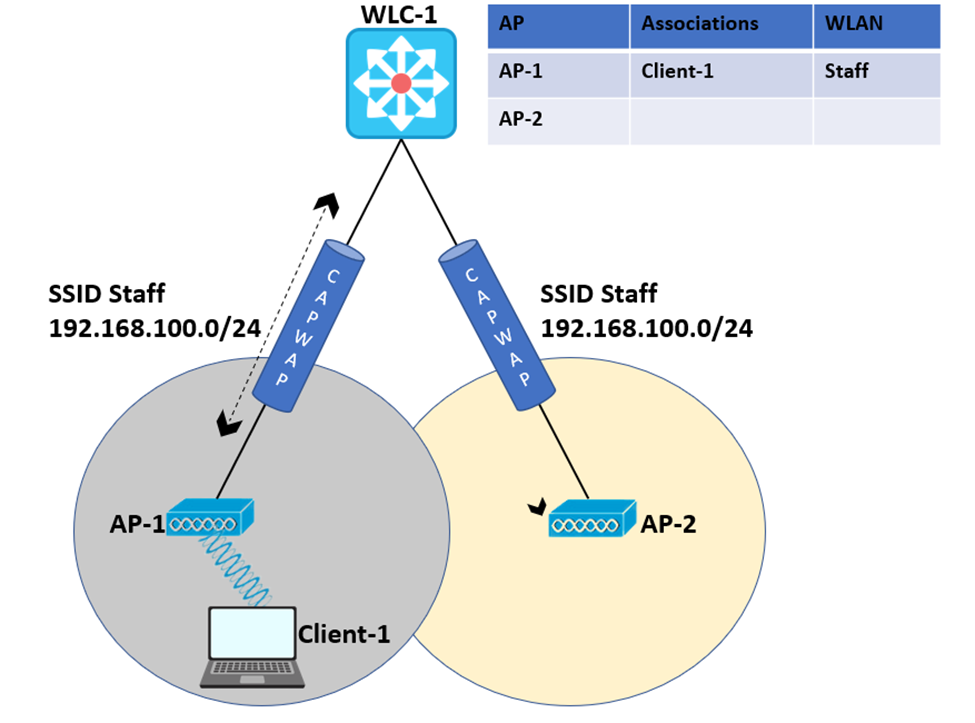 WLC-1
AP Associations WLAN
AP-1 Client-1 Staff
AP-2
CAPWAP
CAPWAP
SSID Staff
192.168.100.0/24
SSID Staff
192.168.100.0/24
AP-1
AP-2
Client-1